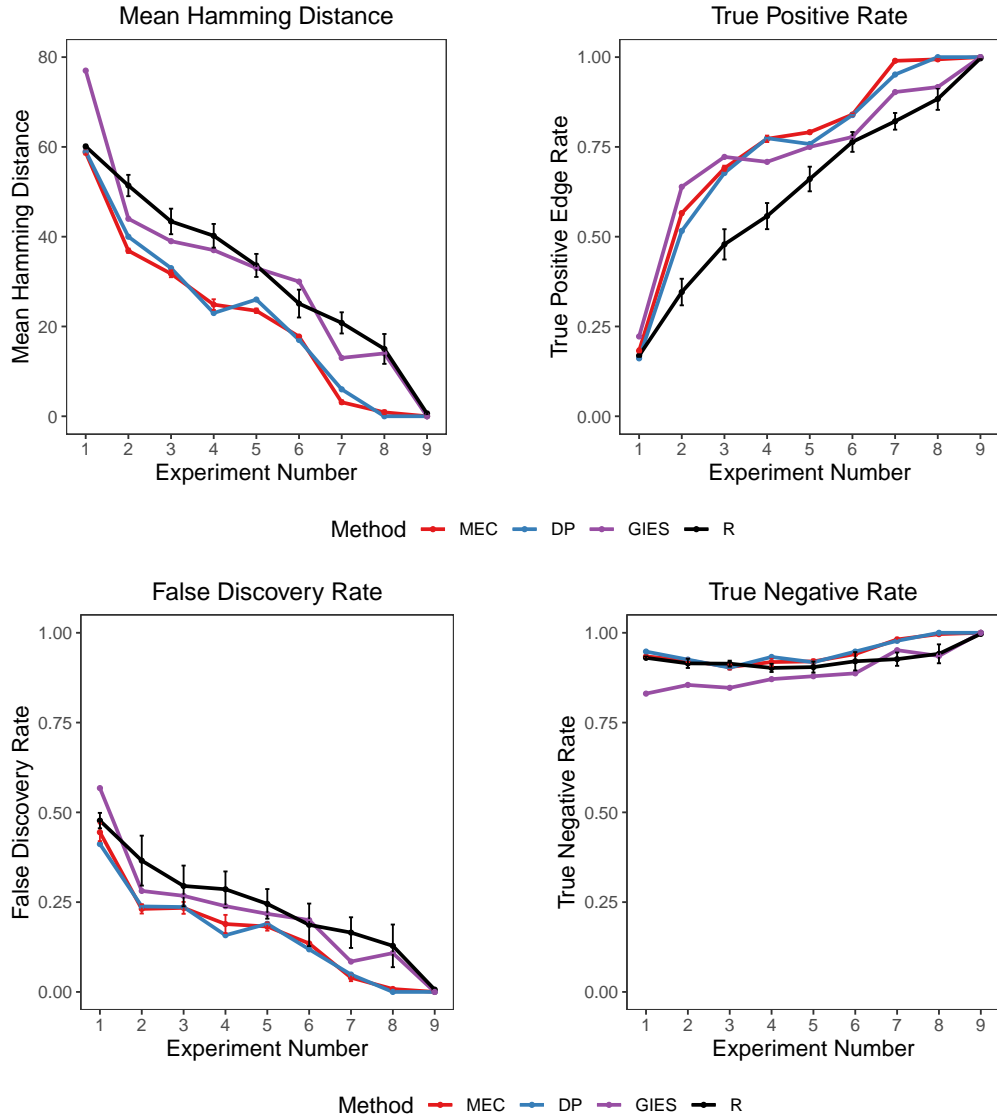 Mean Hamming Distance
True Positive Rate
Mean Hamming Distance
80
60
40
20
0
1 2 3 4 5 6 7 8 9
Experiment Number
True Positive Edge Rate
1.00
0.75
0.50
0.25
0.00
1 2 3 4 5 6 7 8 9
Experiment Number
Method MEC DP GIES R
False Discovery Rate
True Negative Rate
False Discovery Rate
1.00
0.75
0.50
0.25
0.00
1 2 3 4 5 6 7 8 9
Experiment Number
True Negative Rate
1.00
0.75
0.50
0.25
0.00
1 2 3 4 5 6 7 8 9
Experiment Number
Method MEC DP GIES R